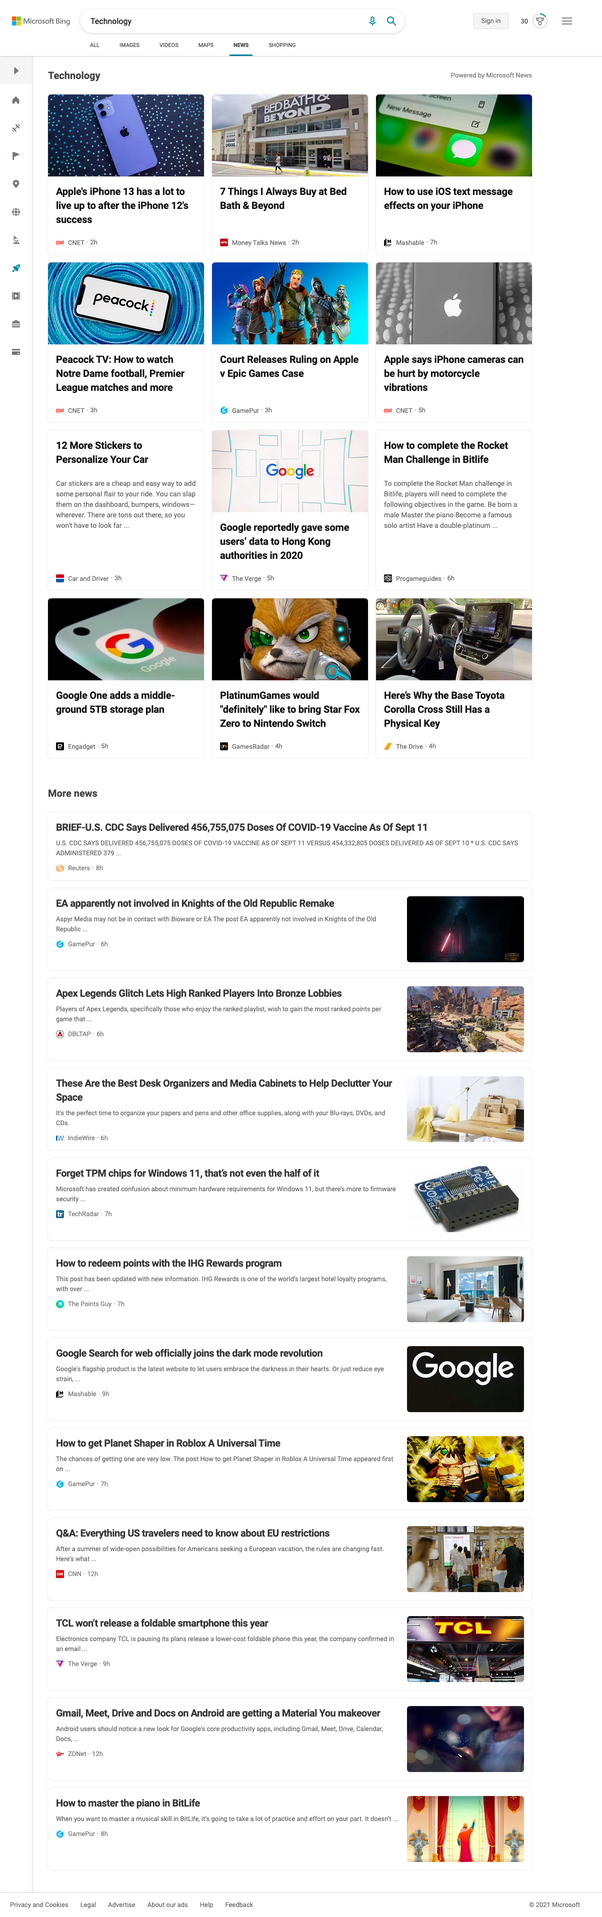 Microsoft Bing
Technology
Sign in
30
ALL
IMAGES
VIDEOS
MAPS
NEWS
SHOPPING
Technology
Powered by Microsoft News
BED BATH &
BEYOND
New Message
Apple's iPhone 13 has a lot to
live up to after the iPhone 12's
success
CNET · 2h
7 Things I Always Buy at Bed
Bath & Beyond
Money Talks News · 2h
How to use iOS text message
effects on your iPhone
Mashable · 7h
peacock
Peacock TV: How to watch
Notre Dame football, Premier
League matches and more
CNET · 3h
Court Releases Ruling on Apple
v Epic Games Case
GamePur · 3h
Apple says iPhone cameras can
be hurt by motorcycle
vibrations
CNET · 5h
12 More Stickers to
Personalize Your Car
Car stickers are a cheap and easy way to add
some personal flair to your ride. You can slap
them on the dashboard, bumpers, windows—
wherever. There are tons out there, so you
won't have to look far ...
Car and Driver · 3h
Google
Google reportedly gave some
users' data to Hong Kong
authorities in 2020
The Verge · 5h
How to complete the Rocket
Man Challenge in Bitlife
To complete the Rocket Man challenge in
Bitlife, players will need to complete the
following objectives in the game. Be born a
male Master the piano Become a famous
solo artist Have a double-platinum ...
Progameguides · 6h
Google
Google One adds a middle-
ground 5TB storage plan
Engadget · 5h
PlatinumGames would
"definitely" like to bring Star Fox
Zero to Nintendo Switch
GamesRadar · 4h
Here's Why the Base Toyota
Corolla Cross Still Has a
Physical Key
The Drive · 4h
More news
BRIEF-U.S. CDC Says Delivered 456,755,075 Doses Of COVID-19 Vaccine As Of Sept 11
U.S. CDC SAYS DELIVERED 456,755,075 DOSES OF COVID-19 VACCINE AS OF SEPT 11 VERSUS 454,332,805 DOSES DELIVERED AS OF SEPT 10 * U.S. CDC SAYS
ADMINISTERED 379 ...
Reuters · 8h
EA apparently not involved in Knights of the Old Republic Remake
Aspyr Media may not be in contact with Bioware or EA The post EA apparently not involved in Knights of the Old
Republic ...
GamePur · 6h
Apex Legends Glitch Lets High Ranked Players Into Bronze Lobbies
Players of Apex Legends, specifically those who enjoy the ranked playlist, wish to gain the most ranked points per
game that ...
DBLTAP · 6h
These Are the Best Desk Organizers and Media Cabinets to Help Declutter Your
Space
It's the perfect time to organize your papers and pens and other office supplies, along with your Blu-rays, DVDs, and
CDs.
IndieWire · 6h
Forget TPM chips for Windows 11, that's not even the half of it
Microsoft has created confusion about minimum hardware requirements for Windows 11, but there's more to firmware
security ...
TechRadar · 7h
How to redeem points with the IHG Rewards program
This post has been updated with new information. IHG Rewards is one of the world's largest hotel loyalty programs,
with over ...
The Points Guy · 7h
Google Search for web officially joins the dark mode revolution
Google's flagship product is the latest website to let users embrace the darkness in their hearts. Or just reduce eye
strain, ...
Mashable · 9h
Google
How to get Planet Shaper in Roblox A Universal Time
The chances of getting one are very low. The post How to get Planet Shaper in Roblox A Universal Time appeared first
on ...
GamePur · 7h
Q&A: Everything US travelers need to know about EU restrictions
After a summer of wide-open possibilities for Americans seeking a European vacation, the rules are changing fast.
Here's what ...
CNN · 12h
TCL won't release a foldable smartphone this year
Electronics company TCL is pausing its plans release a lower-cost foldable phone this year, the company confirmed in
an email ...
The Verge · 9h
TCL
Gmail, Meet, Drive and Docs on Android are getting a Material You makeover
Android users should notice a new look for Google's core productivity apps, including Gmail, Meet, Drive, Calendar,
Docs, ...
ZDNet · 12h
How to master the piano in BitLife
When you want to master a musical skill in BitLife, it's going to take a lot of practice and effort on your part. It doesn't ...
GamePur · 8h
Privacy and Cookies
Legal
Advertise
About our ads
Help
Feedback
© 2021 Microsoft